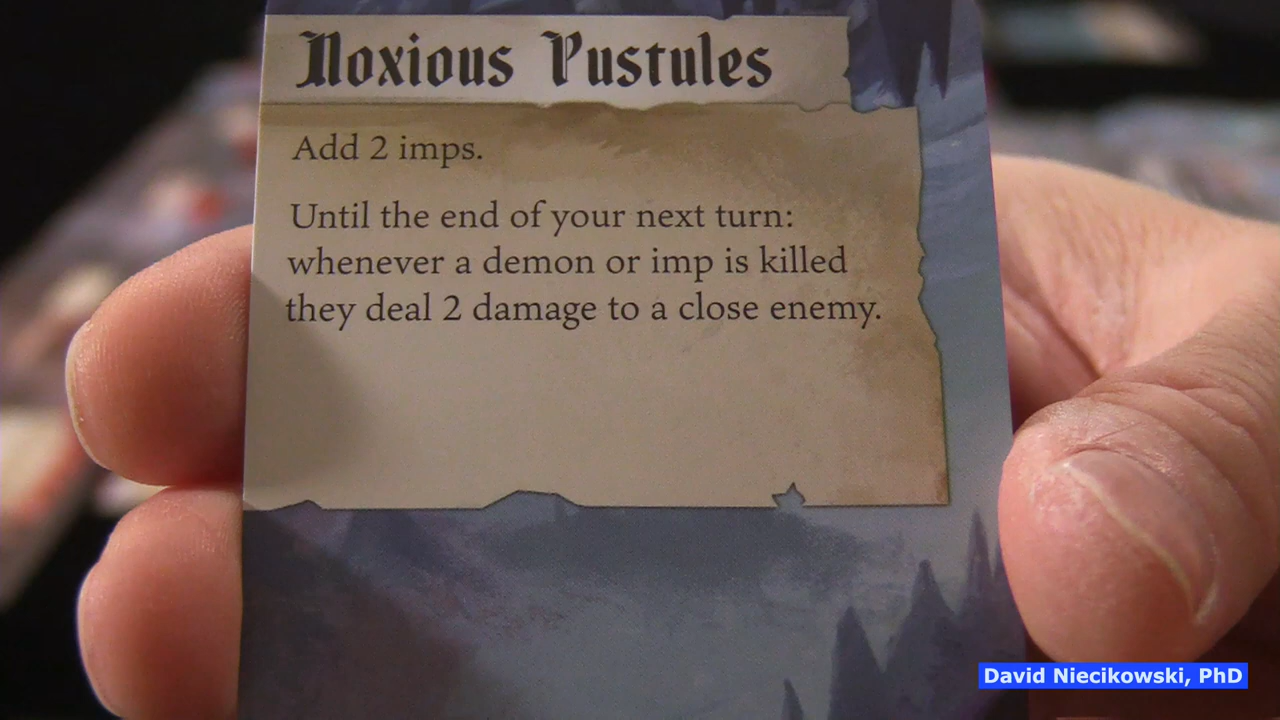 Noxious Pustules
Add 2 imps.
Until the end of your next turn:
whenever a demon or imp is killed
they deal 2 damage to a close enemy.
David Niecikowski, PhD